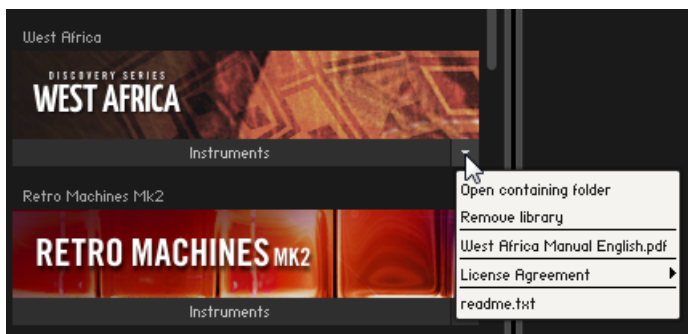 West Africa
DISCOVERY SERIES
WEST AFRICA
Instruments
Open containing folder
Remove library
West Africa Manual English.pdf
License Agreement
readme.txt
Retro Machines Mk2
RETRO MACHINES MK2
Instruments